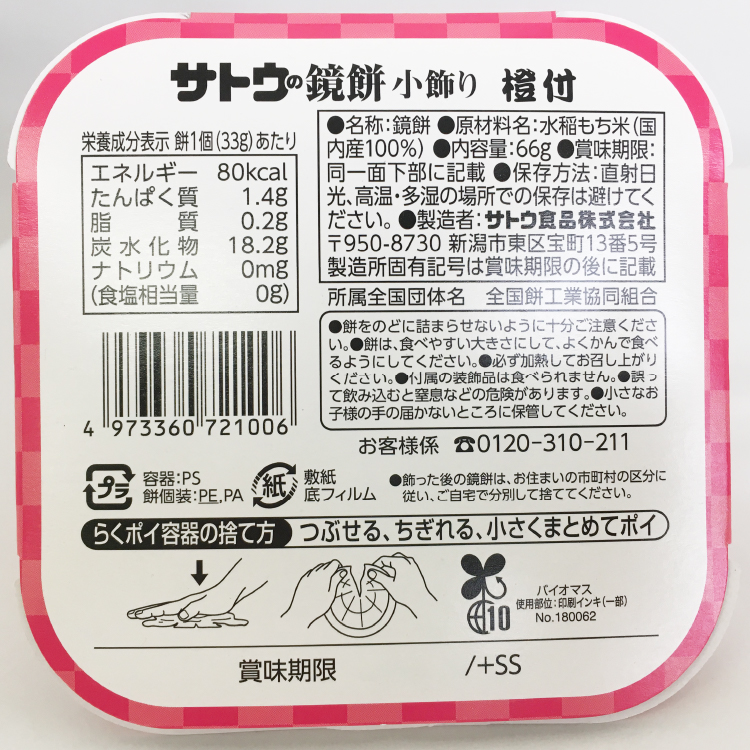 サトウの鏡餅 小飾り 橙付
栄養成分表示 餅1個(33g)あたり
エネルギー 80kcal
たんぱく質 1.4g
脂質 0.2g
炭水化物 18.2g
ナトリウム 0mg
(食塩相当量 0g)
●名称:鏡餅 ●原材料名:水稲もち米(国
内産100%) ●内容量:66g ●賞味期限:
同一面下部に記載 ●保存方法:直射日
光、高温・多湿の場所での保存は避けてく
ださい。 ●製造者:サトウ食品株式会社
〒950-8730 新潟市東区宝町13番5号
製造所固有記号は賞味期限の後に記載
所属全国団体名 全国餅工業協同組合
●餅をのどに詰まらせないように十分ご注意くださ
い。●餅は、食べやすい大きさにして、よくかんで食べ
るようにしてください。●必ず加熱してお召し上がり
ください。●付属の装飾品は食べられません。●誤っ
て飲み込むと窒息などの危険があります。●小さなお
子様の手の届かないところに保管してください。
4 973360 721006
お客様係 ☎0120-310-211
プラ
容器:PS
餅個装:PE,PA
紙
敷紙
底フィルム
●飾った後の鏡餅は、お住まいの市町村の区分に
従い、ご自宅で分別して捨ててください。
らくポイ容器の捨て方 つぶせる、ちぎれる、小さくまとめてポイ
10
バイオマス
使用部位:印刷インキ(一部)
No.180062
賞味期限 /+SS